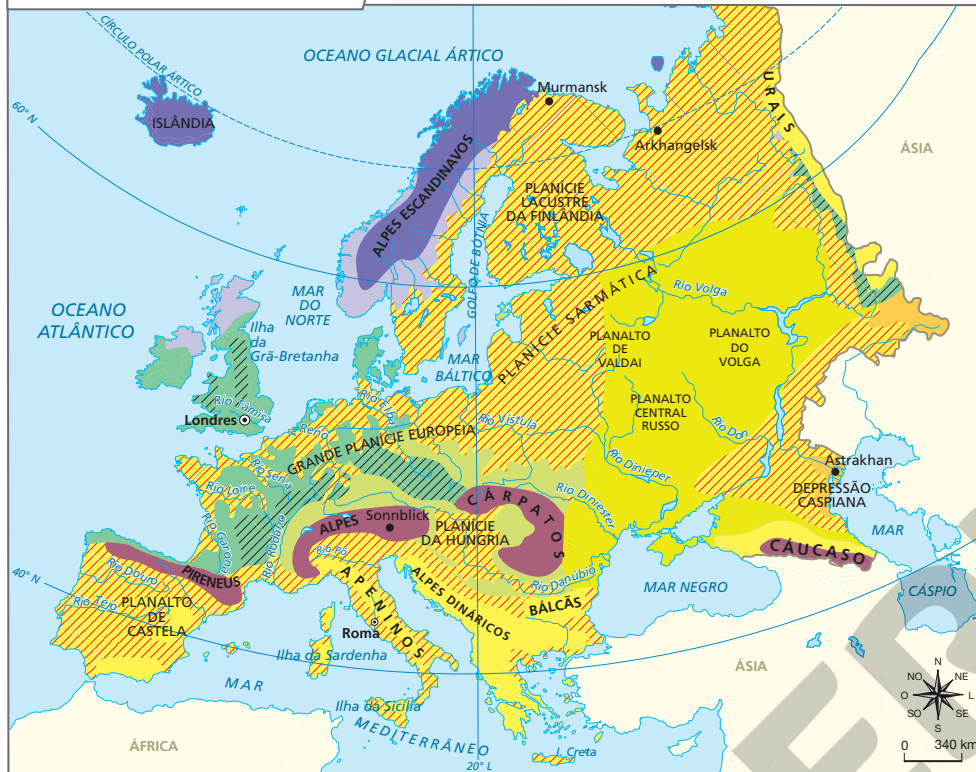 CÍRCULO POLAR ÁRTICO
OCEANO GLACIAL ÁRTICO
60° N
ISLÂNDIA
Murmansk
URAIS
Arkhangelsk
ÁSIA
ALPES ESCANDINAVOS
PLANÍCIE
LACUSTRE
DA FINLÂNDIA
GOLFO DE BÓTNIA
OCEANO
ATLÂNTICO
MAR
DO
NORTE
Rio Volga
PLANÍCIE SARMÁTICA
Ilha
da
Grã-Bretanha
PLANALTO
DE
VALDAI
PLANALTO
DO
VOLGA
MAR
BÁLTICO
PLANALTO
CENTRAL
RUSSO
Rio Tâmisa
Londres
Rio Elba
Reno
Rio Vístula
Rio Don
GRANDE PLANÍCIE EUROPEIA
Rio Sena
Rio Loire
Rio Dinieper
Astrakhan
DEPRESSÃO
CASPIANA
Rio Diniester
CÁRPATOS
ALPES
Sonnblick
PLANÍCIE
DA HUNGRIA
Rio Garona
Rio Ródano
Rio Pó
MAR
CÁUCASO
CÁSPIO
PIRENEUS
40° N
Rio Douro
Rio Tejo
PLANALTO
DE
CASTELA
APENINOS
ALPES DINÁRICOS
Rio Danúbio
BÁLCÃS
MAR NEGRO
Roma
Ilha da Sardenha
MAR
MEDITERRÂNEO
Ilha da Sicília
ÁSIA
ÁFRICA
I. Creta
20° L
N
NO
NE
O
L
SO
SE
S
0 340 km